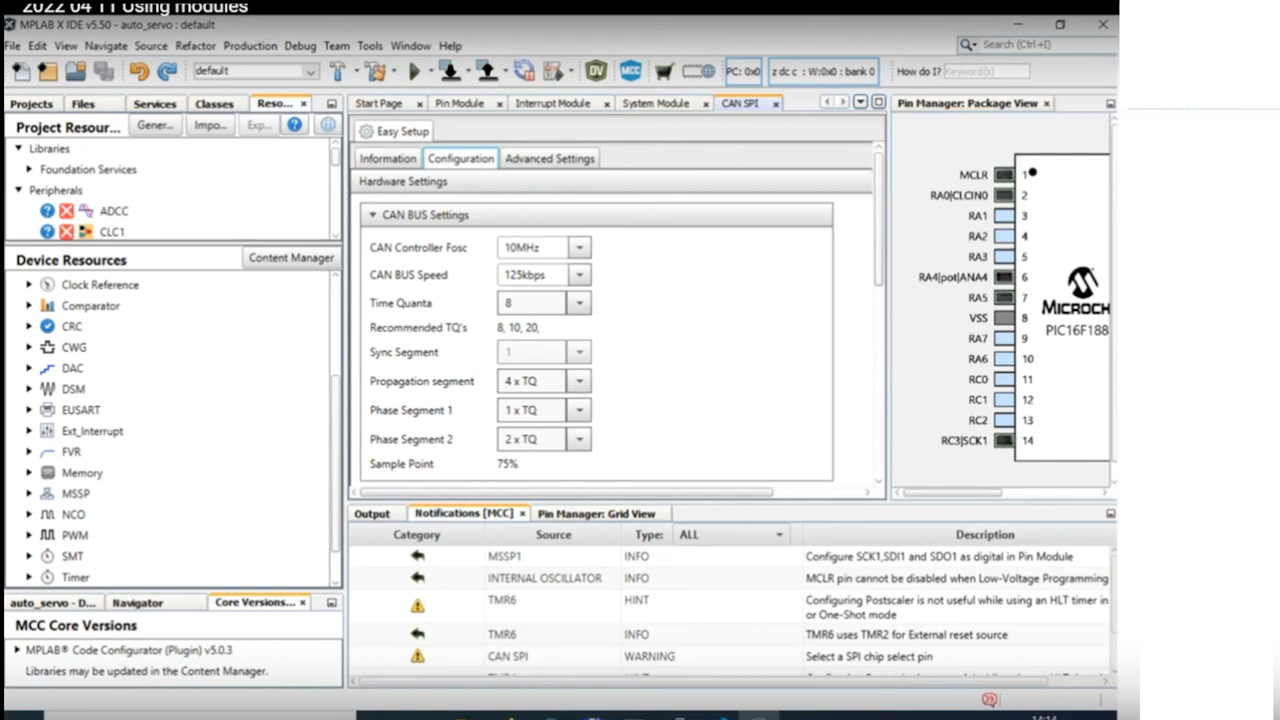 2022 04 11 Using modules
MPLAB X IDE v5.50 - auto_servo : default
File Edit View Navigate Source Refactor Production Debug Team Tools Window Help
Search (Ctrl+I)
default
DV
MCC
PC: 0x0
z dc c : W:0x0 : bank 0
How do I? Keyword(s)
Projects Files Services Classes Reso... ×
Project Resour... Gener... Impo... Exp...
Libraries
Foundation Services
Peripherals
ADCC
CLC1
Device Resources
Content Manager
Clock Reference
Comparator
CRC
CWG
DAC
DSM
EUSART
Ext_Interrupt
FVR
Memory
MSSP
NCO
PWM
SMT
Timer
auto_servo - D... Navigator Core Versions... ×
MCC Core Versions
MPLAB® Code Configurator (Plugin) v5.0.3
Libraries may be updated in the Content Manager.
Start Page × Pin Module × Interrupt Module × System Module × CAN SPI ×
Easy Setup
Information Configuration Advanced Settings
Hardware Settings
CAN BUS Settings
CAN Controller Fosc 10MHz
CAN BUS Speed 125kbps
Time Quanta 8
Recommended TQ's 8, 10, 20,
Sync Segment 1
Propagation segment 4 x TQ
Phase Segment 1 1 x TQ
Phase Segment 2 2 x TQ
Sample Point 75%
Pin Manager: Package View ×
MCLR 1
RA0|CLCIN0 2
RA1 3
RA2 4
RA3 5
RA4|pot|ANA4 6
RA5 7
VSS 8
RA7 9
RA6 10
RC0 11
RC1 12
RC2 13
RC3|SCK1 14
MICROCH
PIC16F188
Output Notifications [MCC] × Pin Manager: Grid View
Category Source Type: ALL Description
MSSP1 INFO Configure SCK1,SDI1 and SDO1 as digital in Pin Module
INTERNAL OSCILLATOR INFO MCLR pin cannot be disabled when Low-Voltage Programming
TMR6 HINT Configuring Postscaler is not useful while using an HLT timer in
or One-Shot mode
TMR6 INFO TMR6 uses TMR2 for External reset source
CAN SPI WARNING Select a SPI chip select pin
29
14:14